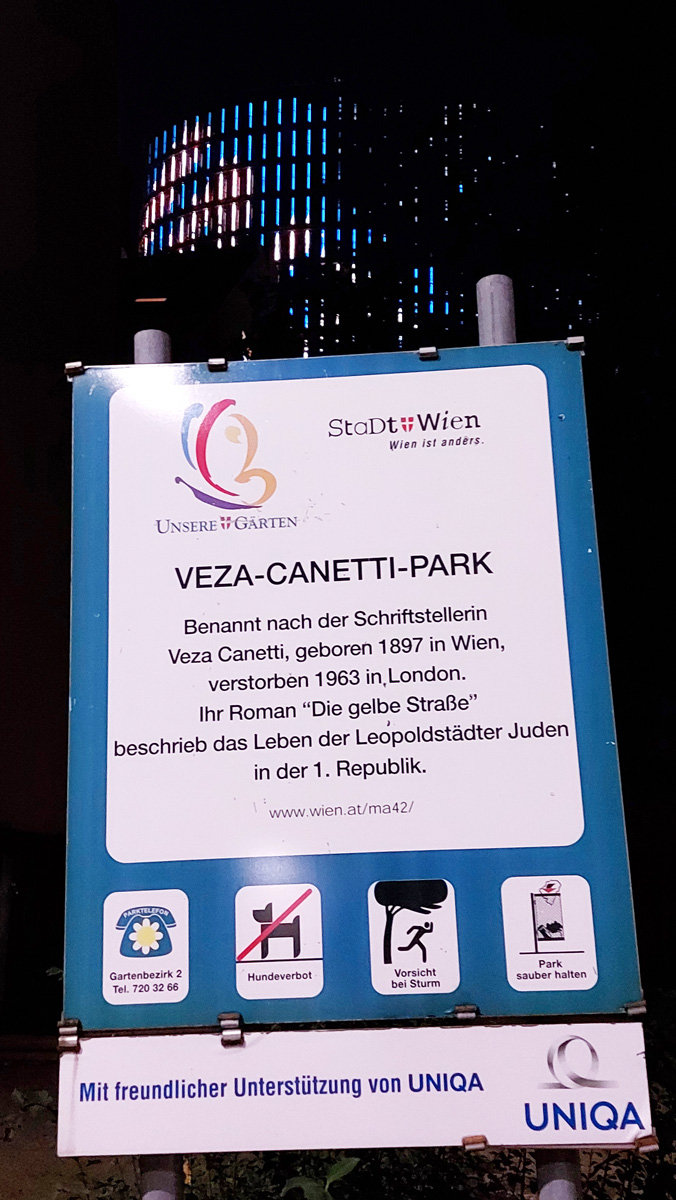 StaDt Wien
Wien ist anders.
UNSERE GÄRTEN
VEZA-CANETTI-PARK
Benannt nach der Schriftstellerin
Veza Canetti, geboren 1897 in Wien,
verstorben 1963 in London.
Ihr Roman “Die gelbe Straße”
beschrieb das Leben der Leopoldstädter Juden
in der 1. Republik.
www.wien.at/ma42/
PARKTELEFON
Gartenbezirk 2
Tel. 720 32 66
Hundeverbot
Vorsicht
bei Sturm
Park
sauber halten
Mit freundlicher Unterstützung von UNIQA
UNIQA